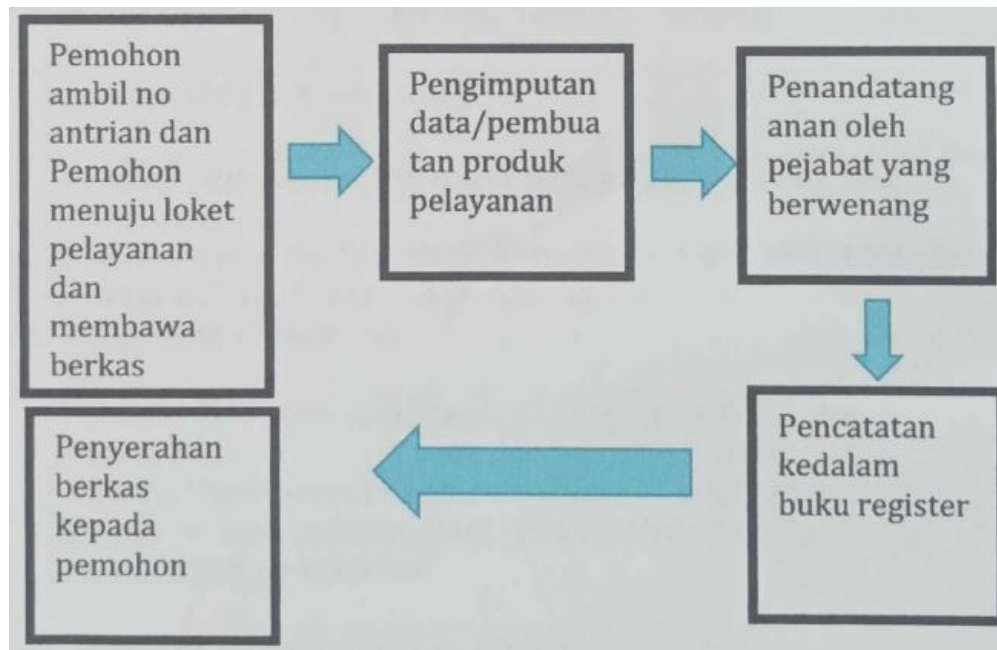 Pemohon
ambil no
antrian dan
Pemohon
menuju loket
pelayanan
dan
membawa
berkas
Pengimputan
data/pembua
tan produk
pelayanan
Penandatang
anan oleh
pejabat yang
berwenang
Pencatatan
kedalam
buku register
Penyerahan
berkas
kepada
pemohon